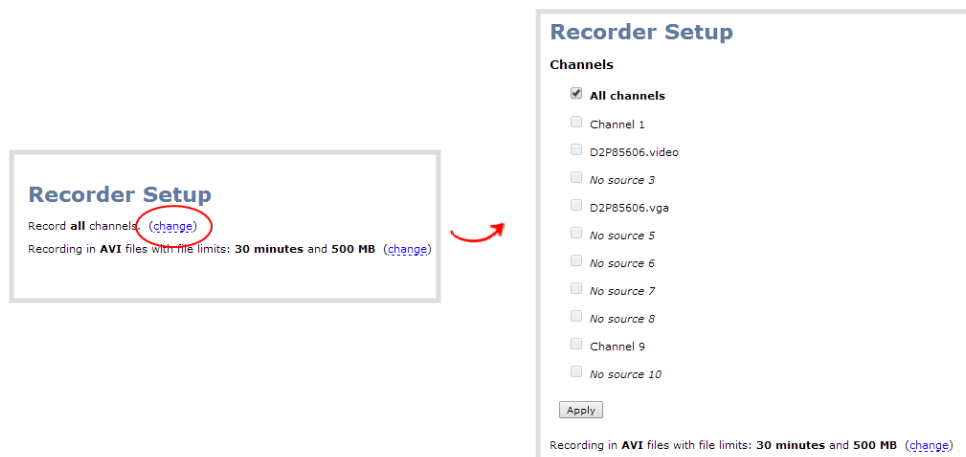 Recorder Setup
Record all channels. (change)
Recording in AVI files with file limits: 30 minutes and 500 MB (change)
Recorder Setup
Channels
All channels
Channel 1
D2P85606.video
No source 3
D2P85606.vga
No source 5
No source 6
No source 7
No source 8
Channel 9
No source 10
Apply
Recording in AVI files with file limits: 30 minutes and 500 MB (change)